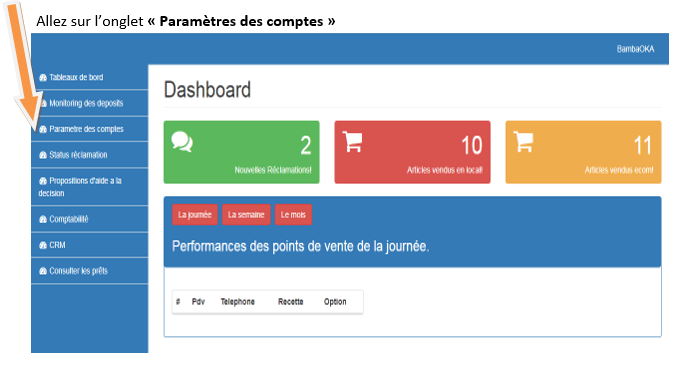 Allez sur l’onglet « Paramètres des comptes »
BambaOKA
Tableaux de bord
Monitoring des deposits
Parametre des comptes
Status réclamation
Propositions d'aide a la
decision
Comptabilité
CRM
Consulter les prêts
Dashboard
2
Nouvelles Réclamations!
10
Articles vendus en local!
11
Articles vendus ecom!
La journée La semaine Le mois
Performances des points de vente de la journée.
# Pdv Telephone Recette Option